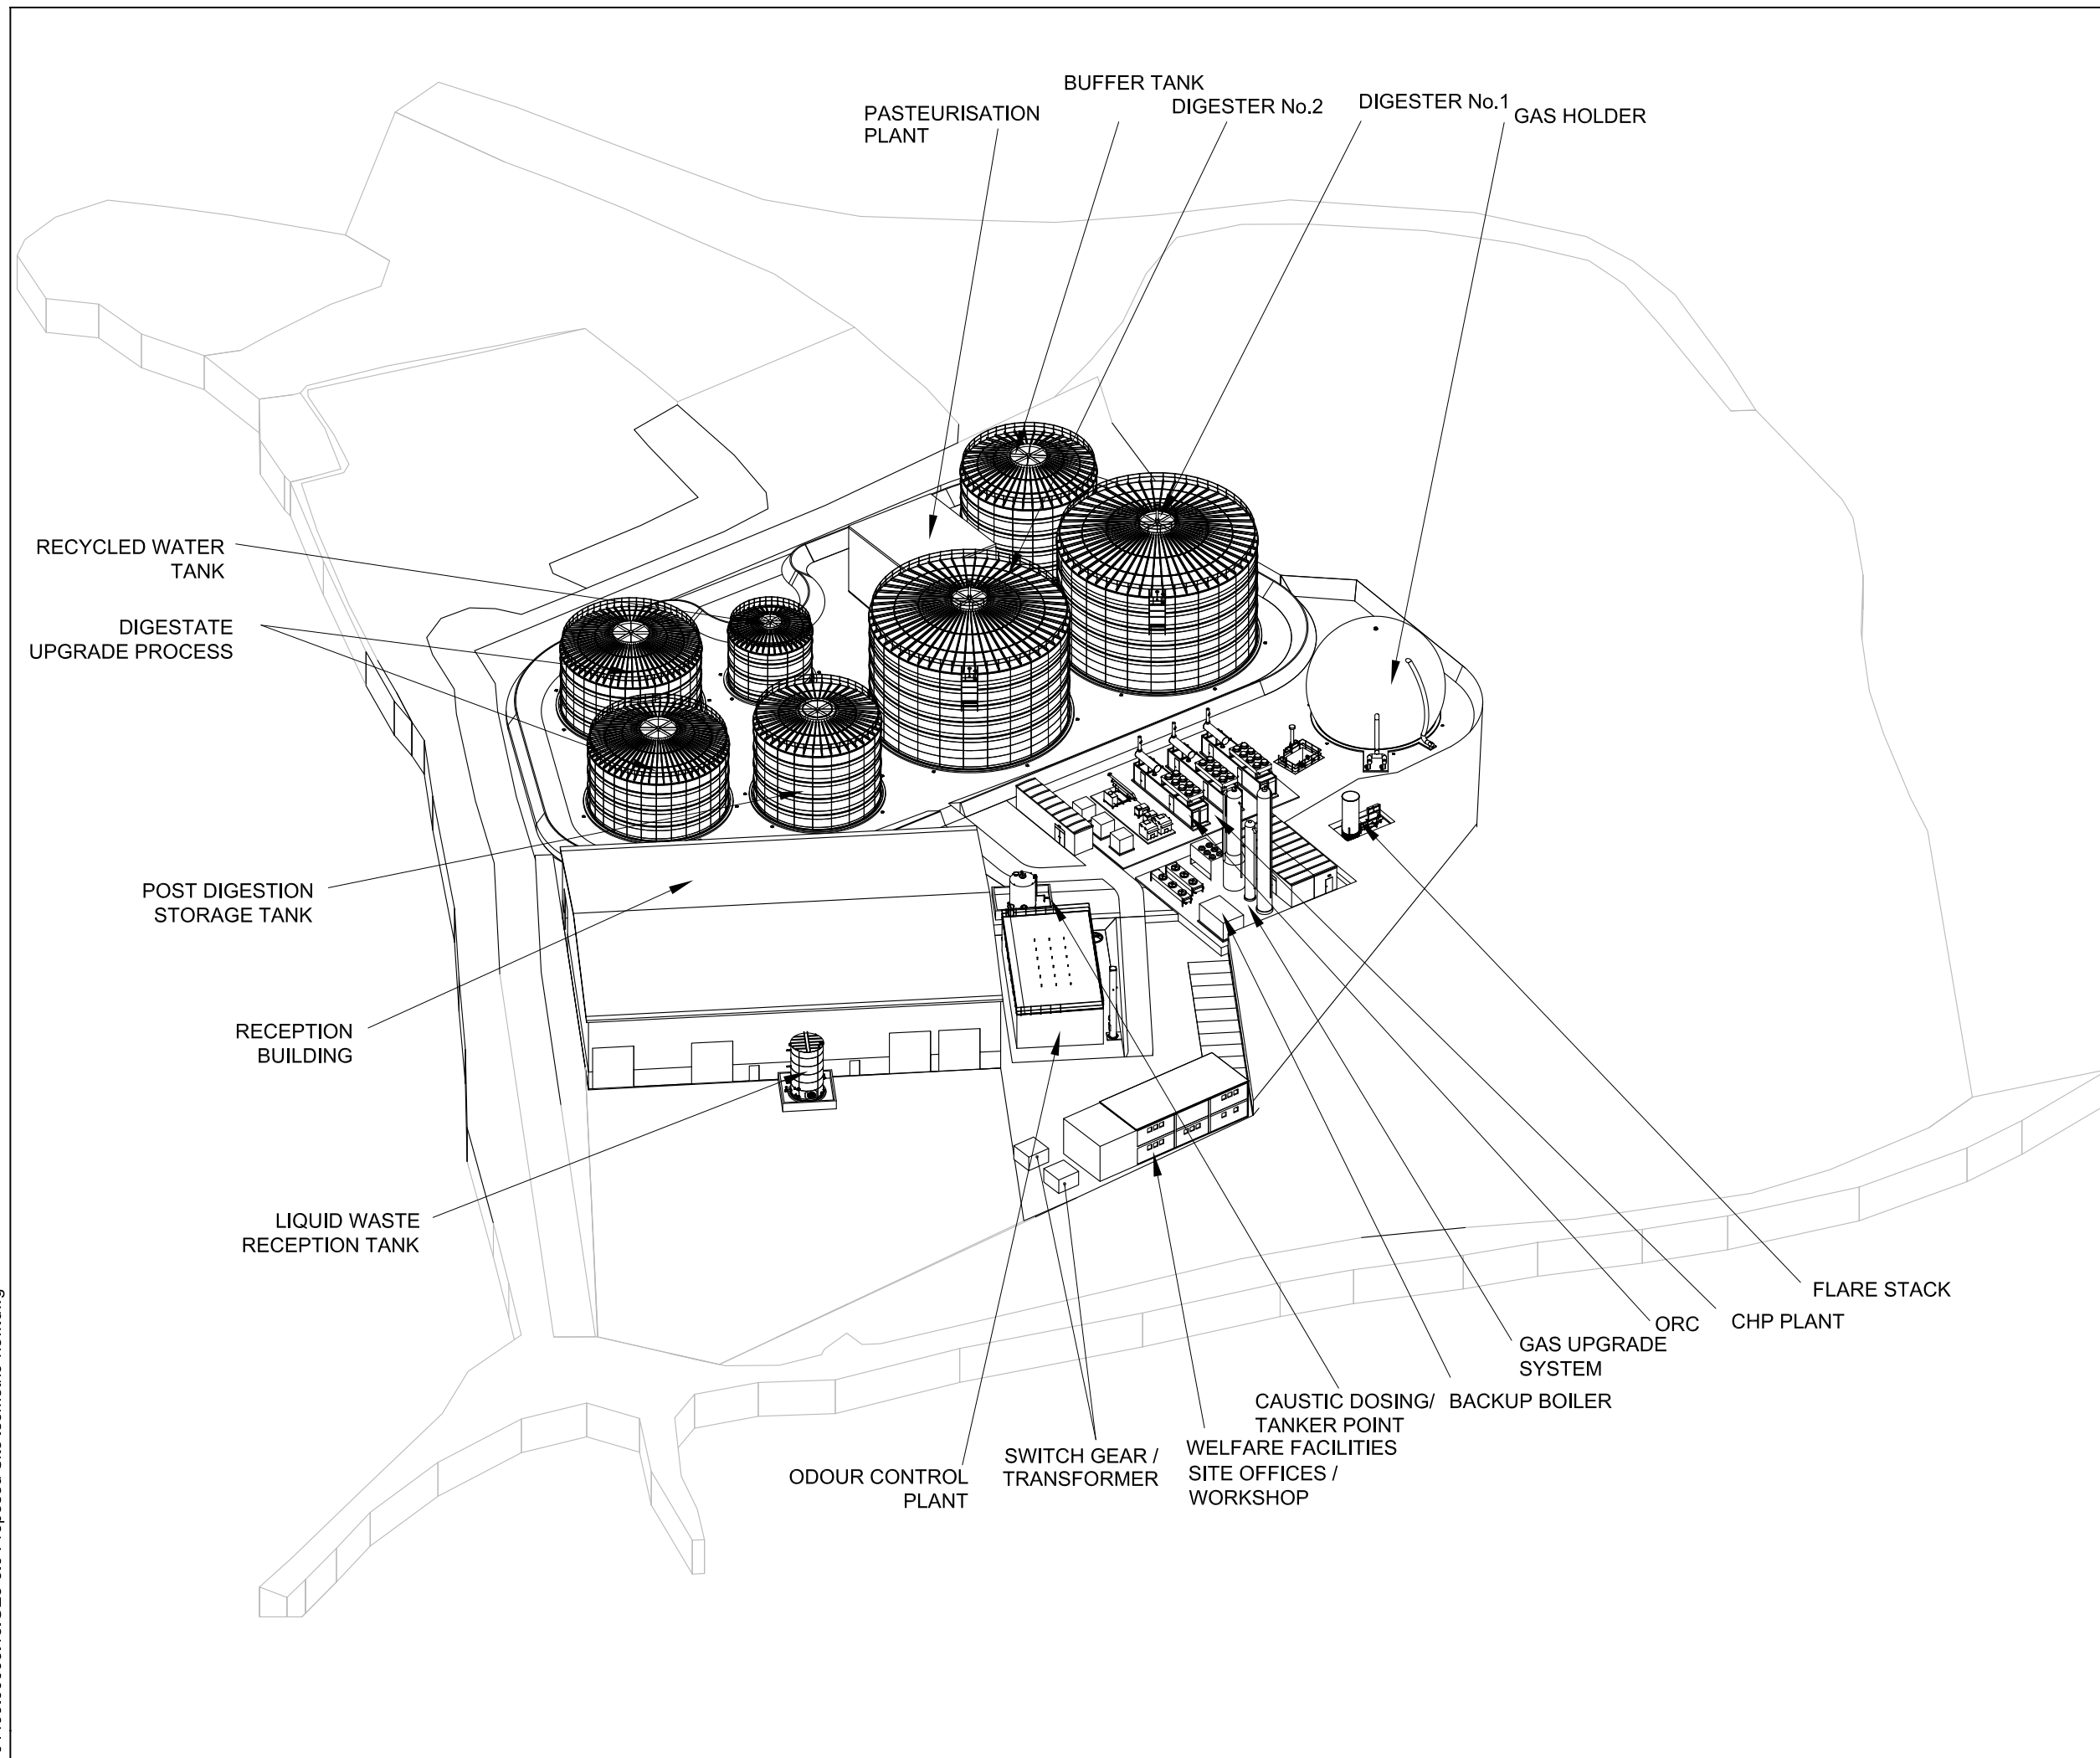 BUFFER TANK
DIGESTER No.2
DIGESTER No.1
GAS HOLDER
PASTEURISATION
PLANT
RECYCLED WATER
TANK
DIGESTATE
UPGRADE PROCESS
POST DIGESTION
STORAGE TANK
RECEPTION
BUILDING
LIQUID WASTE
RECEPTION TANK
FLARE STACK
CHP PLANT
ORC
GAS UPGRADE
SYSTEM
BACKUP BOILER
CAUSTIC DOSING/
TANKER POINT
WELFARE FACILITIES
SITE OFFICES /
WORKSHOP
SWITCH GEAR /
TRANSFORMER
ODOUR CONTROL
PLANT